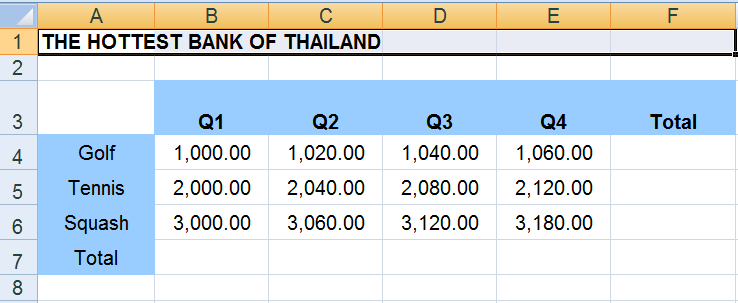 A B C D E F
1 THE HOTTEST BANK OF THAILAND
2
3 Q1 Q2 Q3 Q4 Total
4 Golf 1,000.00 1,020.00 1,040.00 1,060.00
5 Tennis 2,000.00 2,040.00 2,080.00 2,120.00
6 Squash 3,000.00 3,060.00 3,120.00 3,180.00
7 Total
8